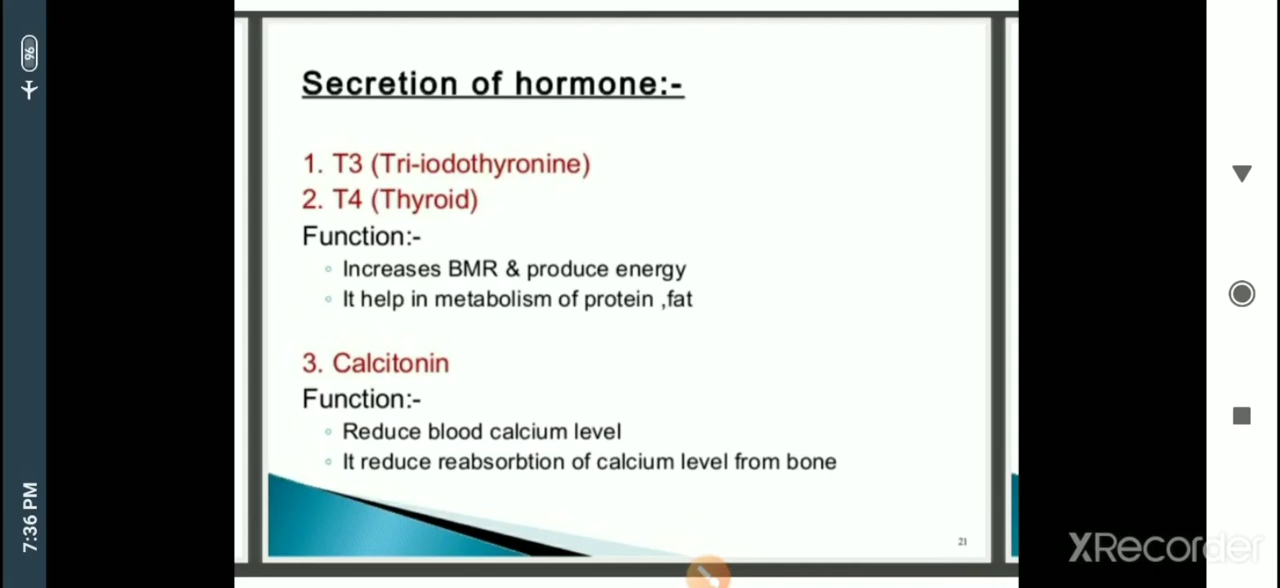 Secretion of hormone:-
1. T3 (Tri-iodothyronine)
2. T4 (Thyroid)
Function:-
Increases BMR & produce energy
It help in metabolism of protein ,fat
3. Calcitonin
Function:-
Reduce blood calcium level
It reduce reabsorbtion of calcium level from bone
21
96
7:36 PM
XRecorder